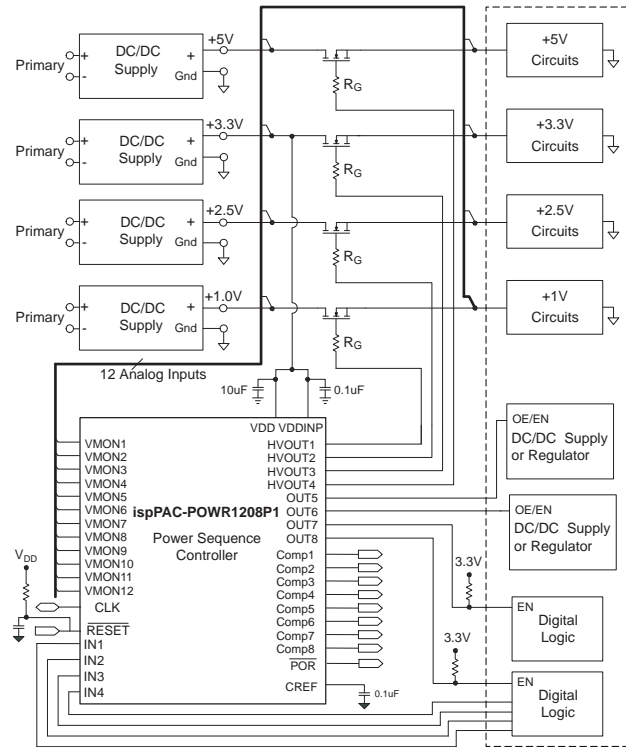 Primary
+
-
DC/DC
Supply
+
Gnd
+5V
R_G
+5V
Circuits
Primary
+
-
DC/DC
Supply
+
Gnd
+3.3V
R_G
+3.3V
Circuits
Primary
+
-
DC/DC
Supply
+
Gnd
+2.5V
R_G
+2.5V
Circuits
Primary
+
-
DC/DC
Supply
+
Gnd
+1.0V
R_G
+1V
Circuits
12 Analog Inputs
10uF
0.1uF
VDD VDDINP
VMON1
VMON2
VMON3
VMON4
VMON5
VMON6
VMON7
VMON8
VMON9
VMON10
VMON11
VMON12
CLK
RESET
IN1
IN2
IN3
IN4
V_DD
ispPAC-POWR1208P1
Power Sequence
Controller
HVOUT1
HVOUT2
HVOUT3
HVOUT4
OUT5
OUT6
OUT7
OUT8
Comp1
Comp2
Comp3
Comp4
Comp5
Comp6
Comp7
Comp8
POR
CREF
0.1uF
OE/EN
DC/DC Supply
or Regulator
OE/EN
DC/DC Supply
or Regulator
3.3V
EN
Digital
Logic
3.3V
EN
Digital
Logic